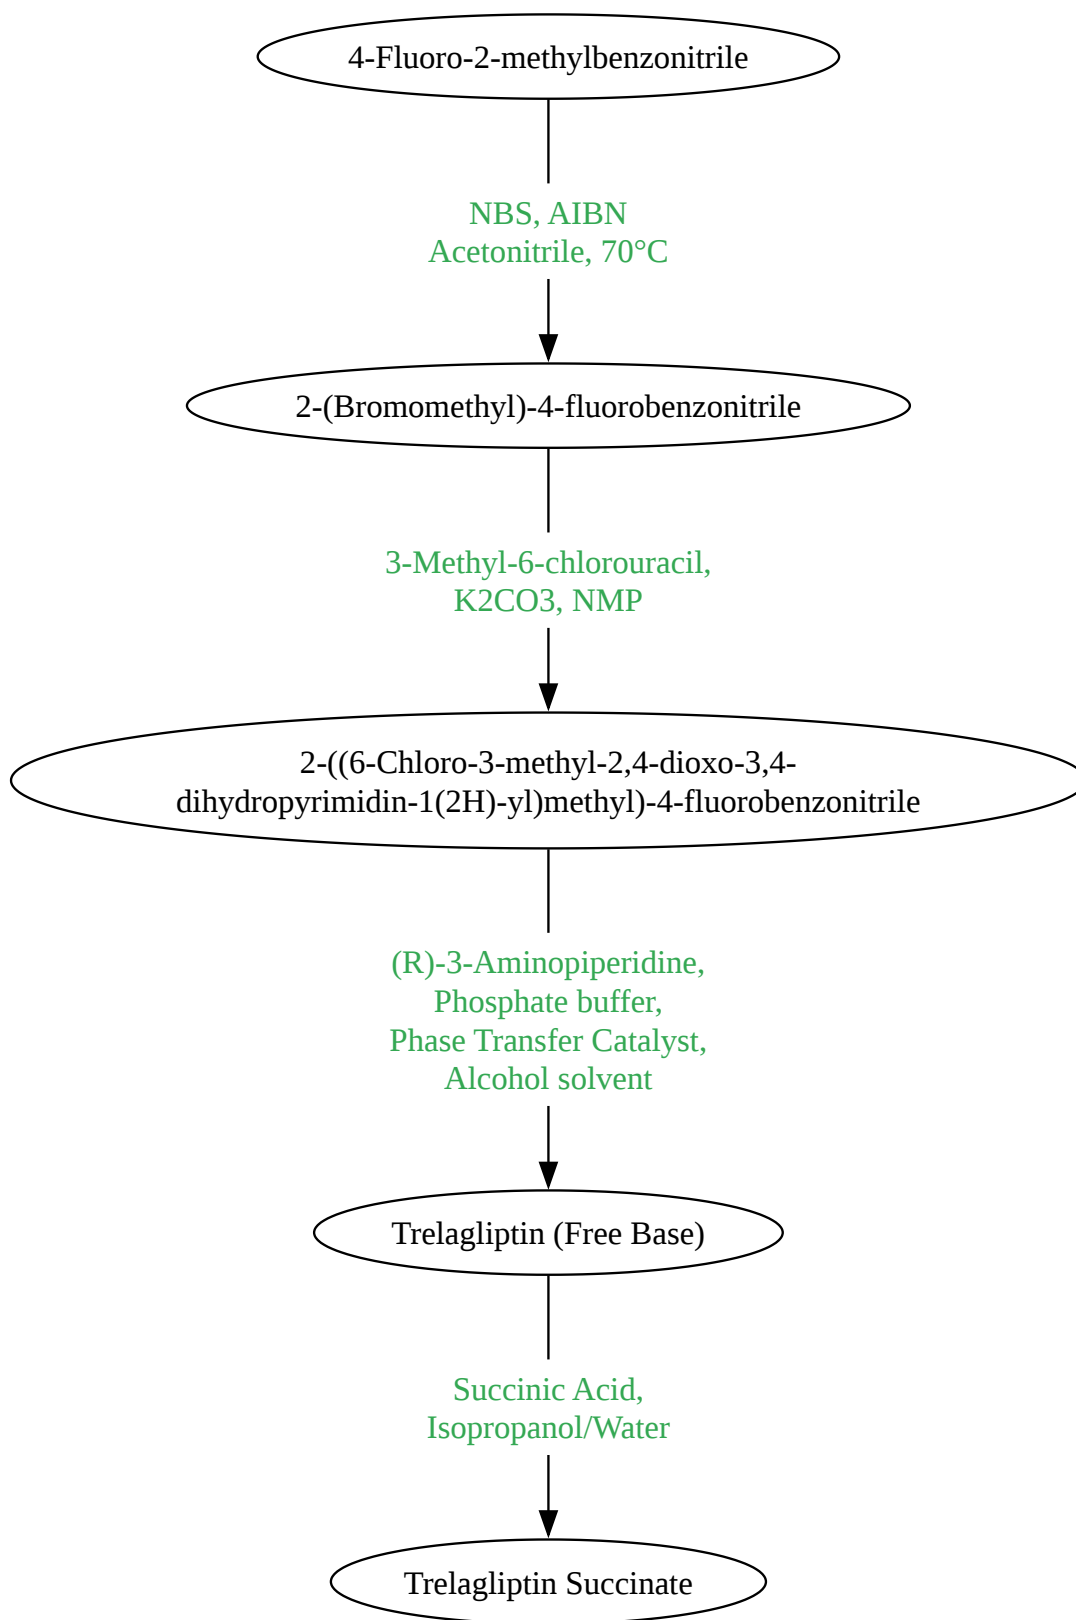 4-Fluoro-2-methylbenzonitrile
NBS, AIBN
Acetonitrile, 70°C
2-(Bromomethyl)-4-fluorobenzonitrile
3-Methyl-6-chlorouracil,
K2CO3, NMP
2-((6-Chloro-3-methyl-2,4-dioxo-3,4-
dihydropyrimidin-1(2H)-yl)methyl)-4-fluorobenzonitrile
(R)-3-Aminopiperidine,
Phosphate buffer,
Phase Transfer Catalyst,
Alcohol solvent
Trelagliptin (Free Base)
Succinic Acid,
Isopropanol/Water
Trelagliptin Succinate